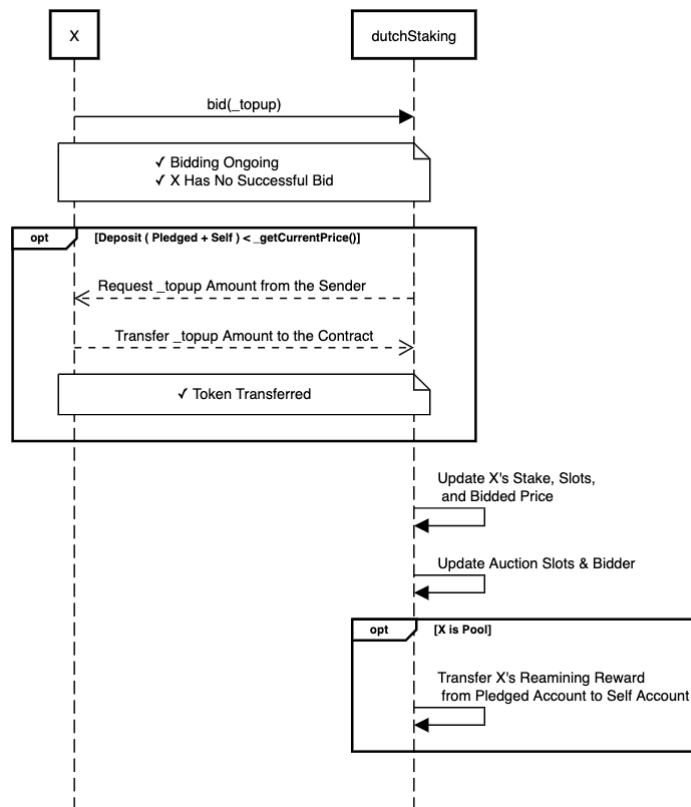 X
dutchStaking
bid(_topup)
✓ Bidding Ongoing
✓ X Has No Successful Bid
opt
[Deposit ( Pledged + Self ) < _getCurrentPrice()]
Request _topup Amount from the Sender
Transfer _topup Amount to the Contract
✓ Token Transferred
Update X's Stake, Slots,
and Bidded Price
Update Auction Slots & Bidder
opt
[X is Pool]
Transfer X's Reamining Reward
from Pledged Account to Self Account